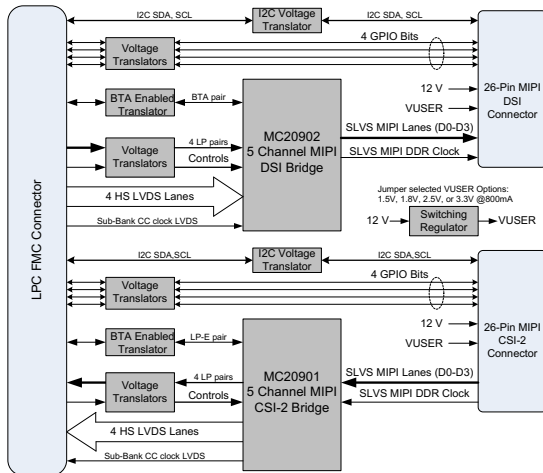 I2C SDA, SCL
I2C Voltage
Translator
I2C SDA, SCL
Voltage
Translators
4 GPIO Bits
BTA Enabled
Translator
BTA pair
MC20902
5 Channel MIPI
DSI Bridge
12 V
VUSER
26-Pin MIPI
DSI
Connector
SLVS MIPI Lanes (D0-D3)
SLVS MIPI DDR Clock
Voltage
Translators
4 LP pairs
Controls
4 HS LVDS Lanes
Sub-Bank CC clock LVDS
Jumper selected VUSER Options:
1.5V, 1.8V, 2.5V, or 3.3V @800mA
12 V
Switching
Regulator
VUSER
LPC FMC Connector
I2C SDA,SCL
I2C Voltage
Translator
I2C SDA,SCL
Voltage
Translators
4 GPIO Bits
BTA Enabled
Translator
LP-E pair
MC20901
5 Channel MIPI
CSI-2 Bridge
12 V
VUSER
26-Pin MIPI
CSI-2
Connector
SLVS MIPI Lanes (D0-D3)
SLVS MIPI DDR Clock
Voltage
Translators
4 LP pairs
Controls
4 HS LVDS Lanes
Sub-Bank CC clock LVDS